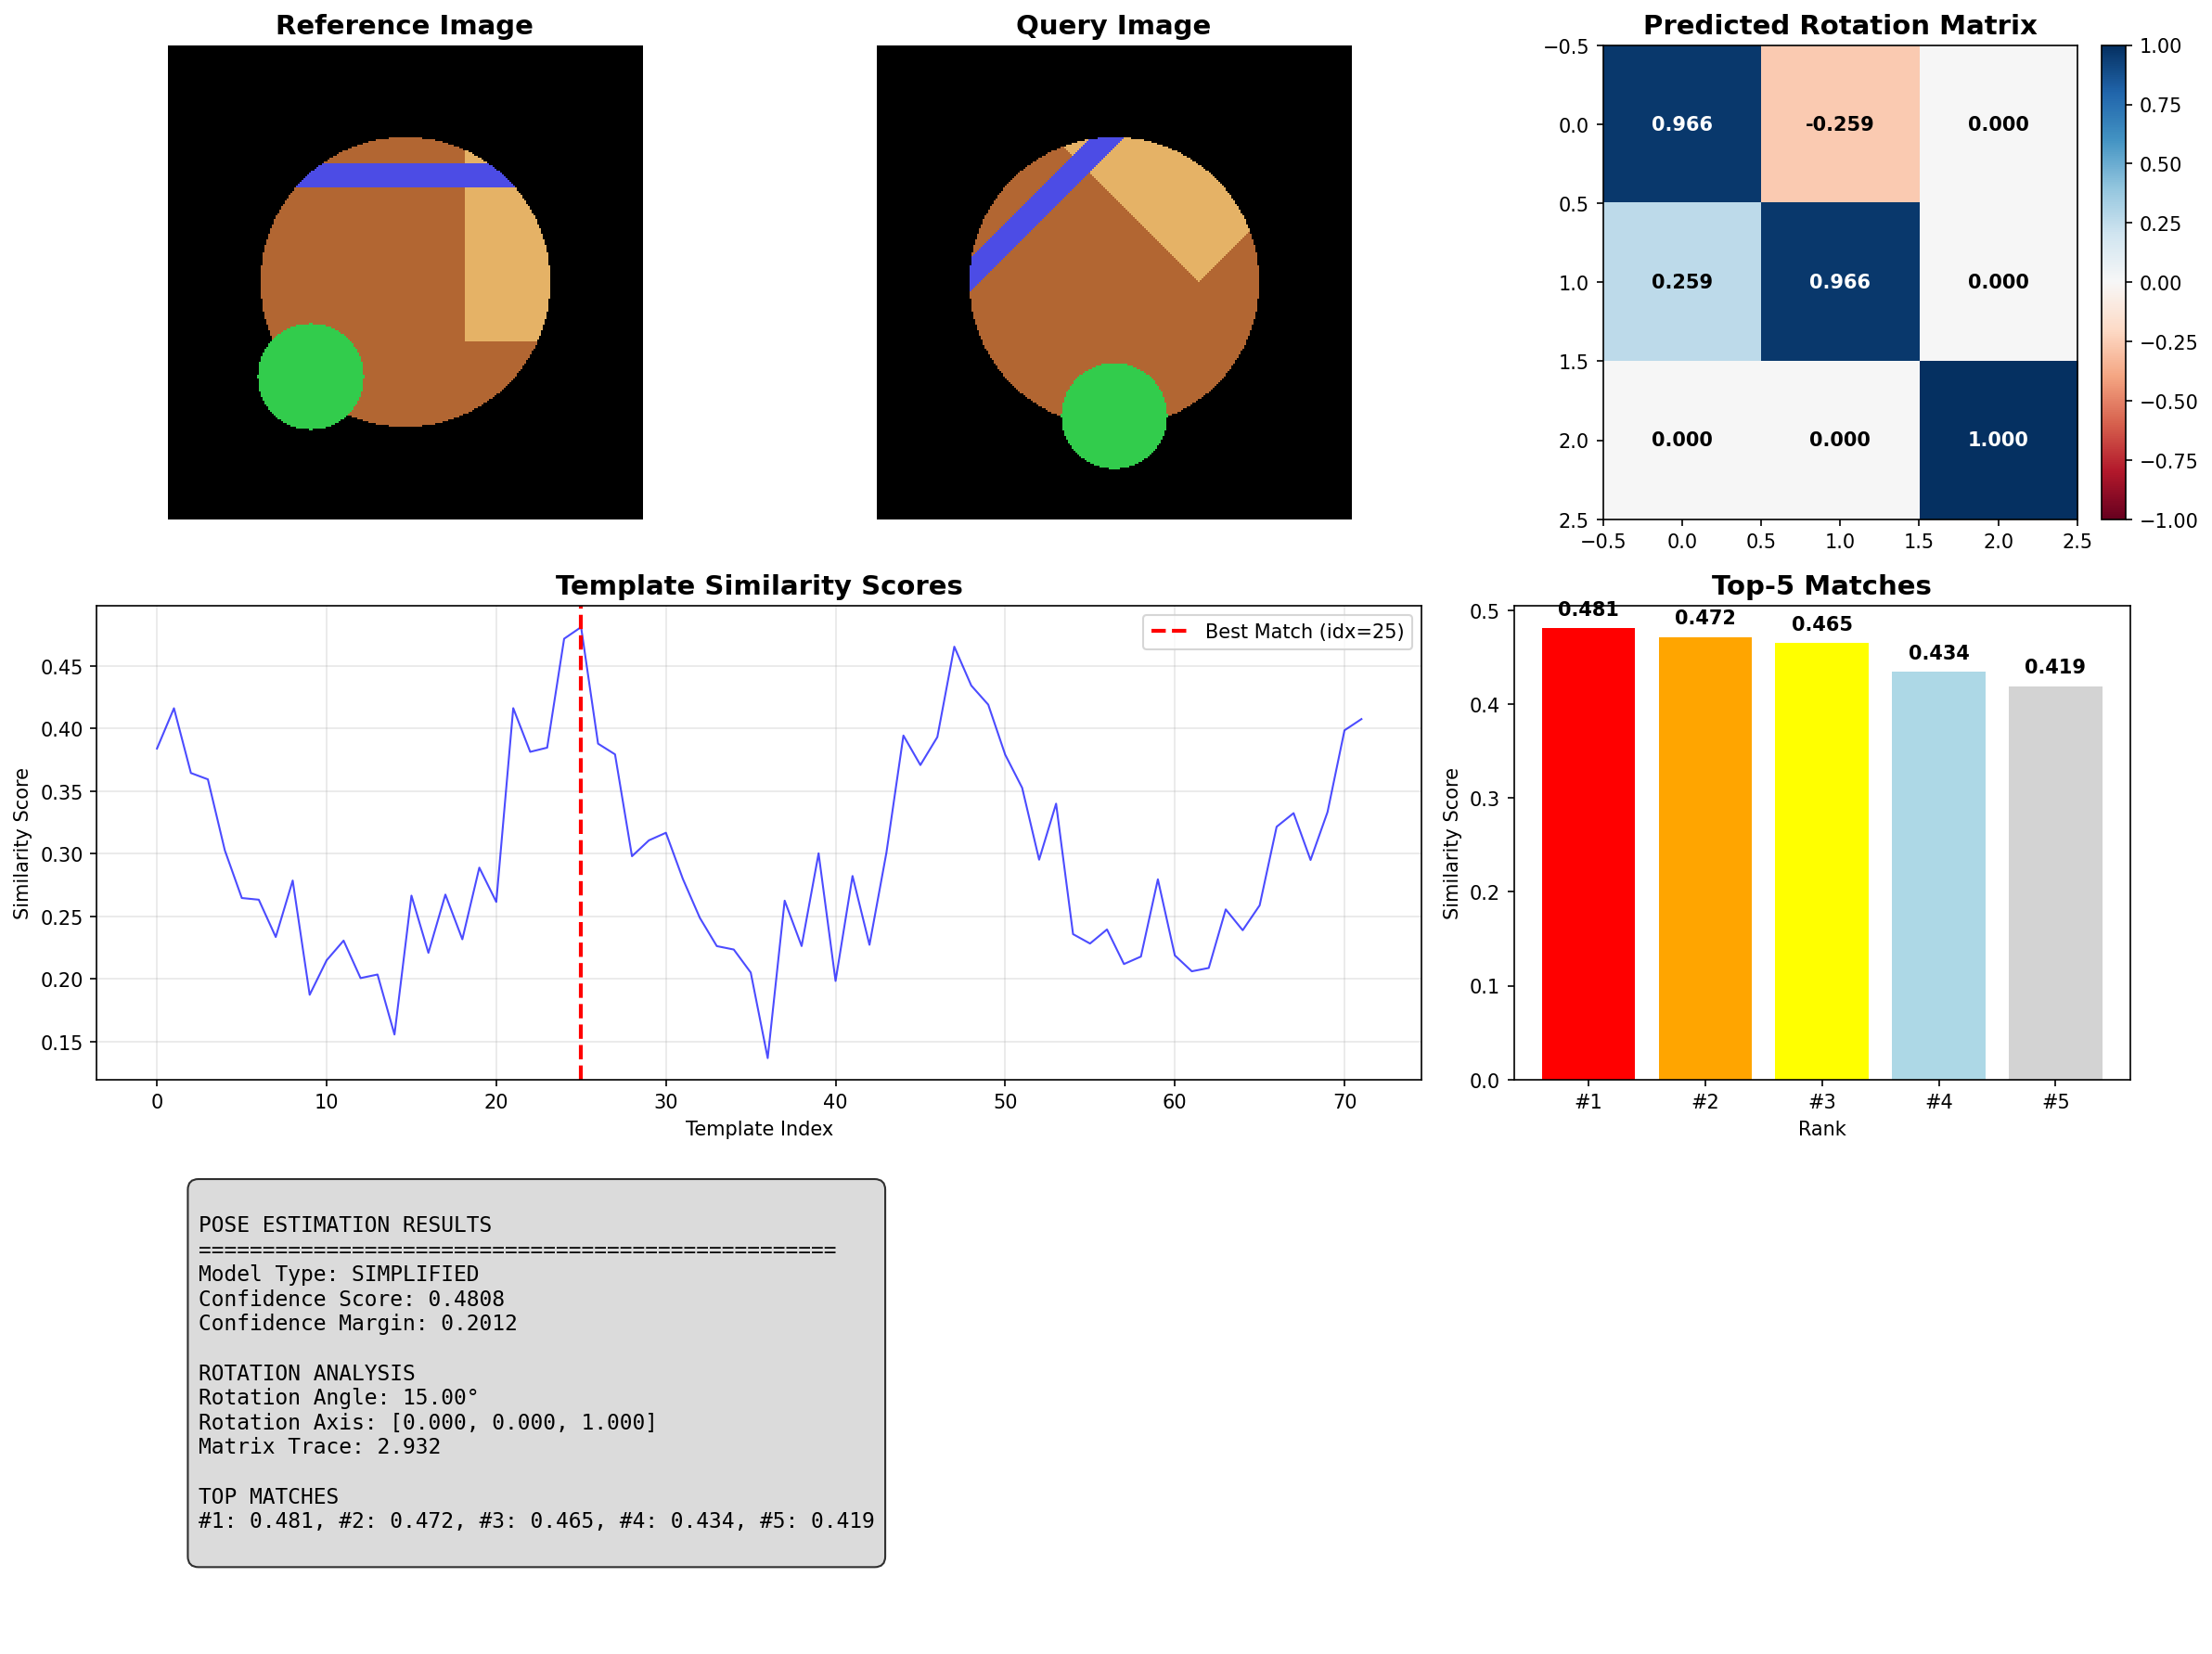 Reference Image
Query Image
Predicted Rotation Matrix
−0.5
0.0
0.5
1.0
1.5
2.0
2.5
0.966 -0.259 0.000
0.259 0.966 0.000
0.000 0.000 1.000
−0.5 0.0 0.5 1.0 1.5 2.0 2.5
1.00
0.75
0.50
0.25
0.00
−0.25
−0.50
−0.75
−1.00
Template Similarity Scores
Similarity Score
0.45
0.40
0.35
0.30
0.25
0.20
0.15
Best Match (idx=25)
0 10 20 30 40 50 60 70
Template Index
Top-5 Matches
Similarity Score
0.5
0.4
0.3
0.2
0.1
0.0
0.481 0.472 0.465 0.434 0.419
#1 #2 #3 #4 #5
Rank
POSE ESTIMATION RESULTS
==================================================
Model Type: SIMPLIFIED
Confidence Score: 0.4808
Confidence Margin: 0.2012
ROTATION ANALYSIS
Rotation Angle: 15.00°
Rotation Axis: [0.000, 0.000, 1.000]
Matrix Trace: 2.932
TOP MATCHES
#1: 0.481, #2: 0.472, #3: 0.465, #4: 0.434, #5: 0.419